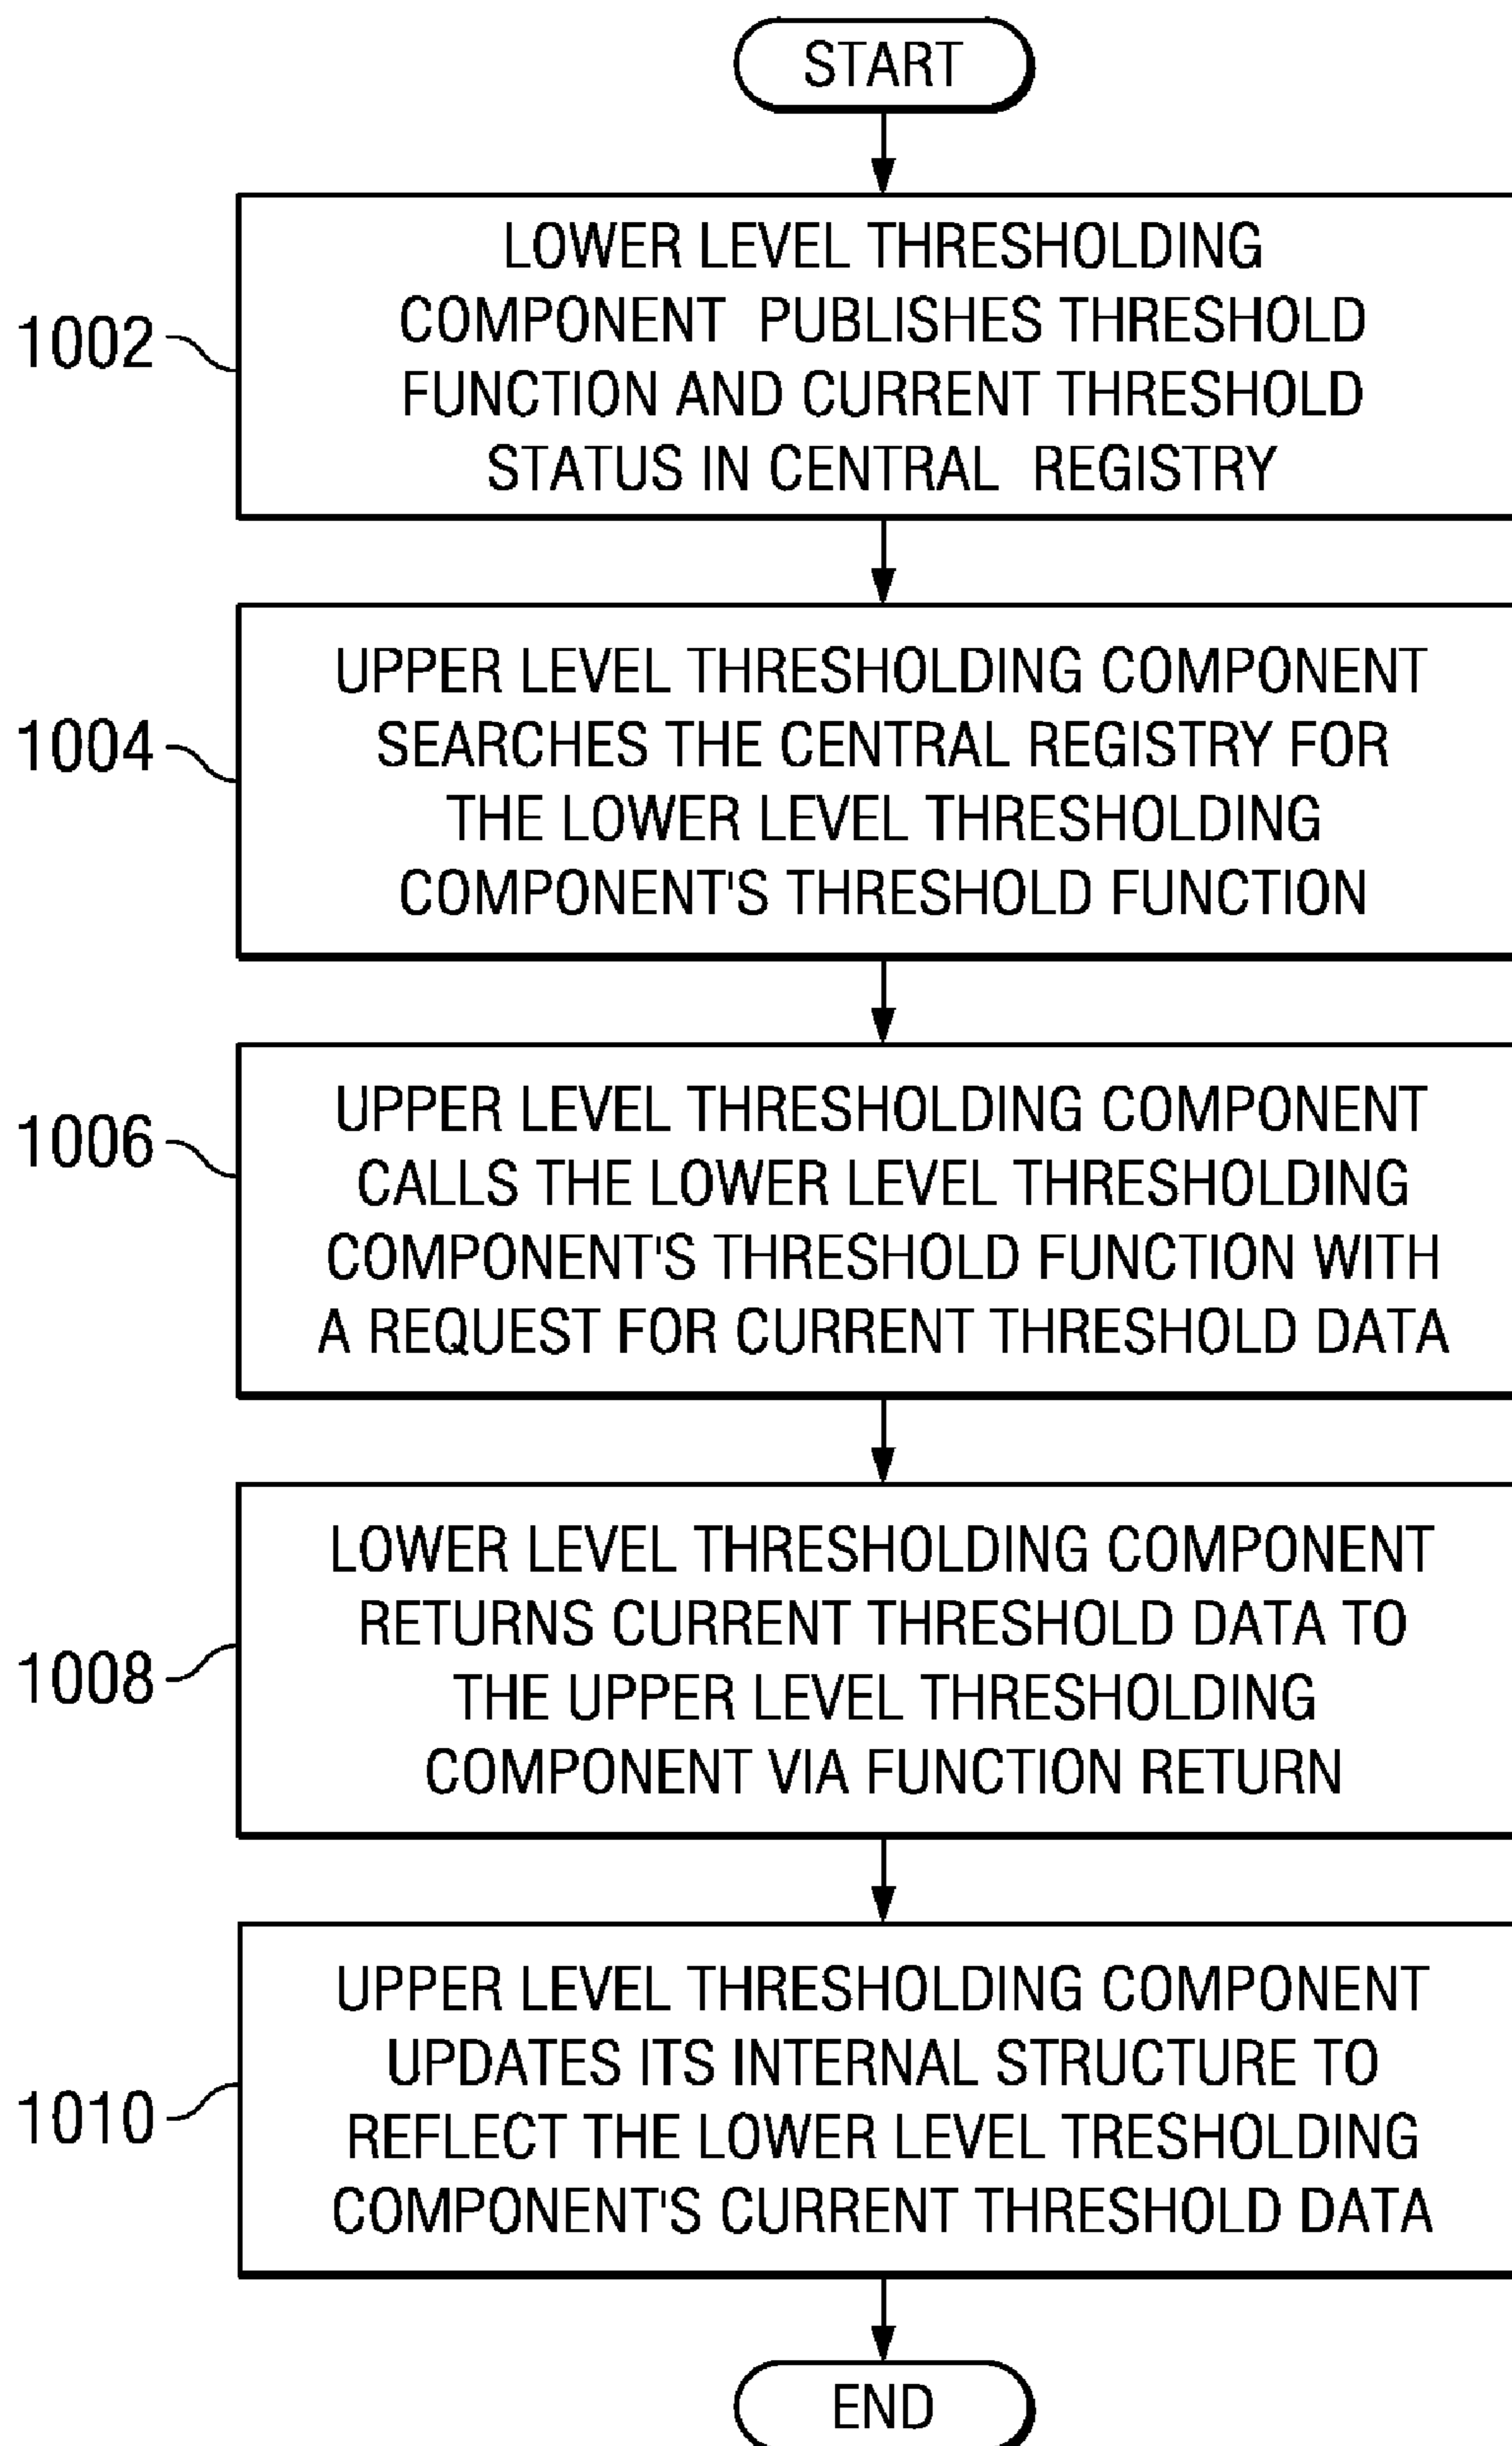 START
LOWER LEVEL THRESHOLDING
COMPONENT PUBLISHES THRESHOLD
FUNCTION AND CURRENT THRESHOLD
STATUS IN CENTRAL REGISTRY
1002
UPPER LEVEL THRESHOLDING COMPONENT
SEARCHES THE CENTRAL REGISTRY FOR
THE LOWER LEVEL THRESHOLDING
COMPONENT'S THRESHOLD FUNCTION
1004
UPPER LEVEL THRESHOLDING COMPONENT
CALLS THE LOWER LEVEL THRESHOLDING
COMPONENT'S THRESHOLD FUNCTION WITH
A REQUEST FOR CURRENT THRESHOLD DATA
1006
LOWER LEVEL THRESHOLDING COMPONENT
RETURNS CURRENT THRESHOLD DATA TO
THE UPPER LEVEL THRESHOLDING
COMPONENT VIA FUNCTION RETURN
1008
UPPER LEVEL THRESHOLDING COMPONENT
UPDATES ITS INTERNAL STRUCTURE TO
REFLECT THE LOWER LEVEL TRESHOLDING
COMPONENT'S CURRENT THRESHOLD DATA
1010
END